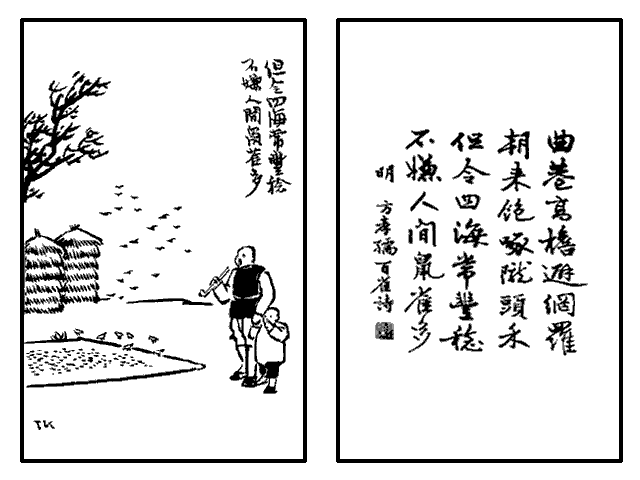 但令四海常豐稔
不嫌人間鼠雀多
TK
曲巷高檐避網羅
朝来飽啄隴頭禾
但令四海常豐稔
不嫌人間鼠雀多
明 方孝孺百雀詩